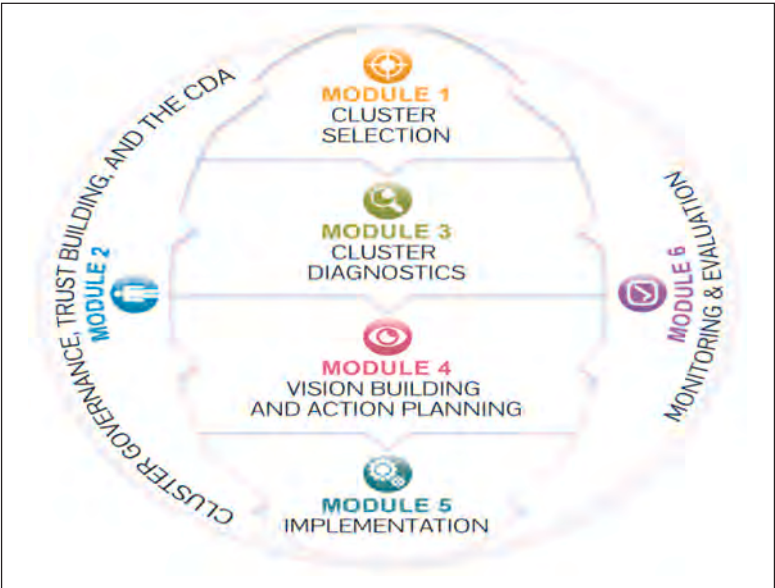 MODULE 1
CLUSTER
SELECTION
MODULE 3
CLUSTER
DIAGNOSTICS
MODULE 4
VISION BUILDING
AND ACTION PLANNING
MODULE 5
IMPLEMENTATION
CLUSTER GOVERNANCE, TRUST BUILDING, AND THE CDA
MODULE 2
MODULE 6
MONITORING & EVALUATION